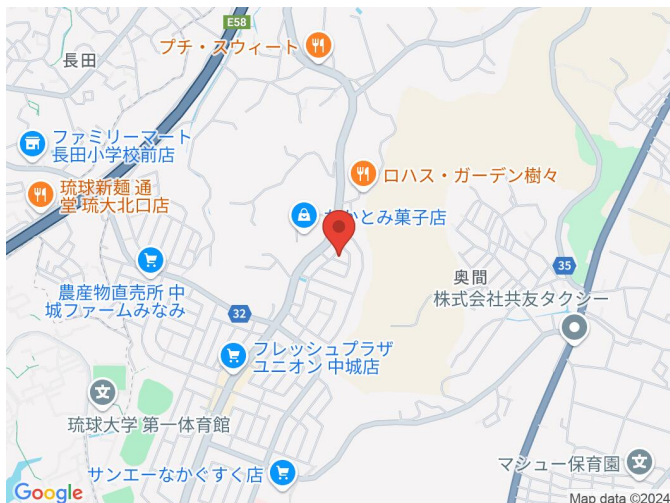 E58
プチ・スウィート
長田
ファミリーマート
長田小学校前店
ロハス・ガーデン樹々
琉球新麺 通
堂 琉大北口店
かとみ菓子店
奥間
35
農産物直売所 中
城ファームみなみ
株式会社共友タクシー
32
フレッシュプラザ
ユニオン 中城店
琉球大学 第一体育館
サンエーなかぐすく店
マシュー保育園
Google
Map data ©2024